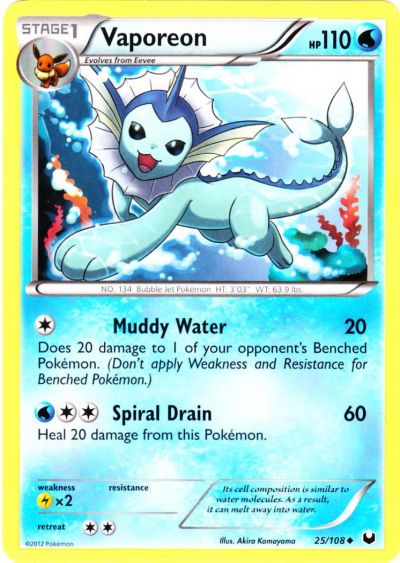 STAGE1
Vaporeon
HP110
Evolves from Eevee
NO. 134 Bubble Jet Pokémon HT: 3'03" WT: 63.9 lbs.
Muddy Water 20
Does 20 damage to 1 of your opponent's Benched
Pokémon. (Don't apply Weakness and Resistance for
Benched Pokémon.)
Spiral Drain 60
Heal 20 damage from this Pokémon.
weakness resistance
×2
retreat
Its cell composition is similar to
water molecules. As a result,
it can melt away into water.
©2012 Pokémon
Illus. Akira Komayama
25/108